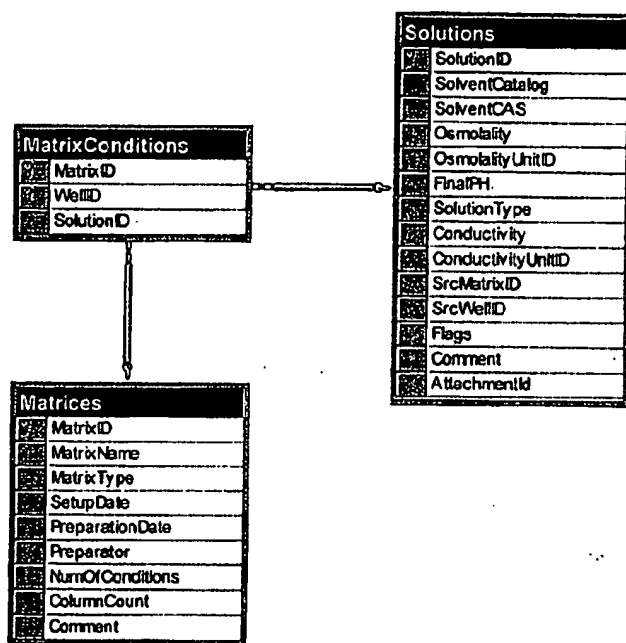 Solutions
SolutionID
SolventCatalog
SolventCAS
Osmolality
OsmolalityUnitID
FinalPH
SolutionType
Conductivity
ConductivityUnitID
SrcMatrixID
SrcWellID
Flags
Comment
AttachmentId
MatrixConditions
MatrixID
WellID
SolutionID
Matrices
MatrixID
MatrixName
MatrixType
SetupDate
PreparationDate
Preparator
NumOfConditions
ColumnCount
Comment